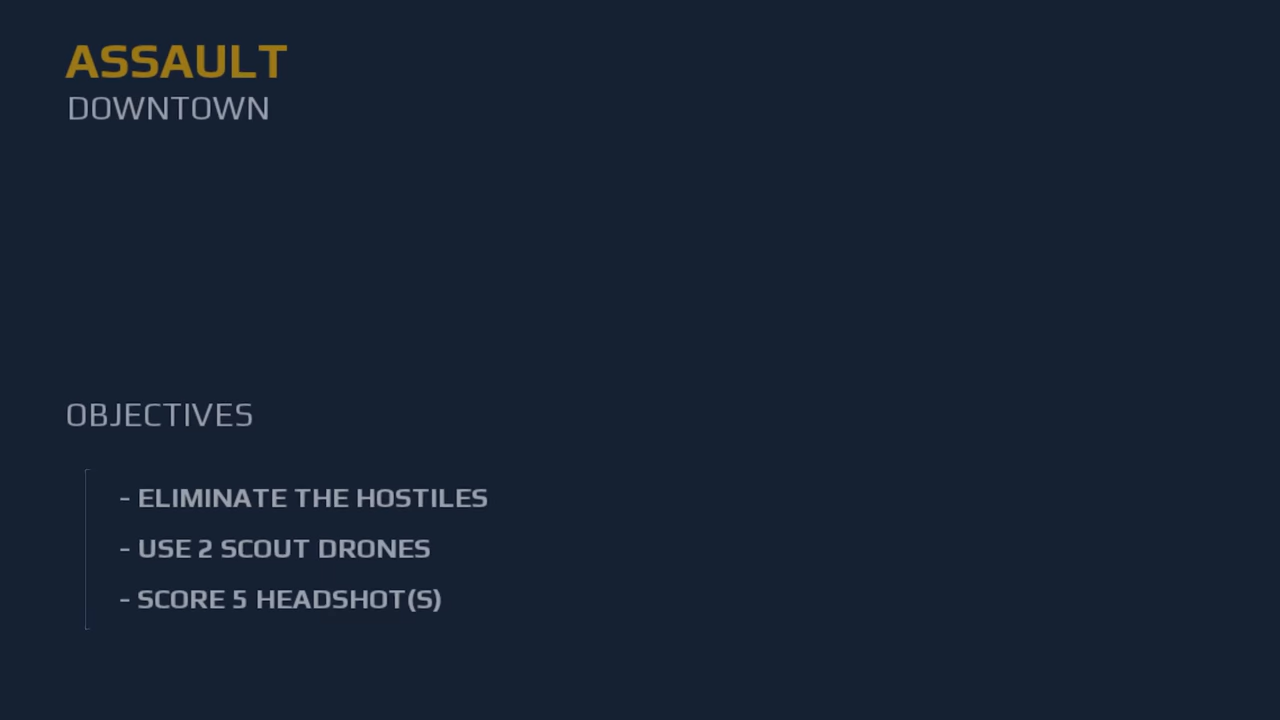 ASSAULT
DOWNTOWN
OBJECTIVES
- ELIMINATE THE HOSTILES
- USE 2 SCOUT DRONES
- SCORE 5 HEADSHOT(S)